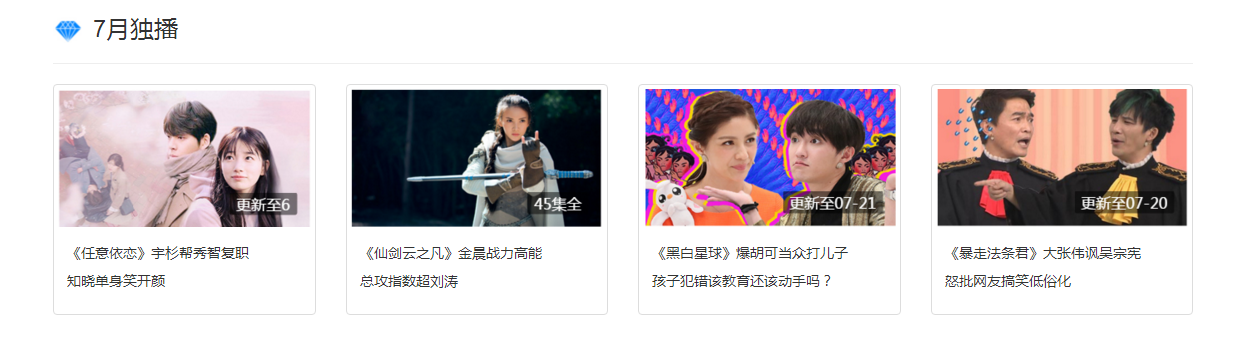 7月独播
更新至6
45集全
更新至07-21
更新至07-20
《任意依恋》宇杉帮秀智复职
知晓单身笑开颜
《仙剑云之凡》金晨战力高能
总攻指数超刘涛
《黑白星球》爆胡可当众打儿子
孩子犯错该教育还该动手吗？
《暴走法条君》大张伟讽吴宗宪
怒批网友搞笑低俗化